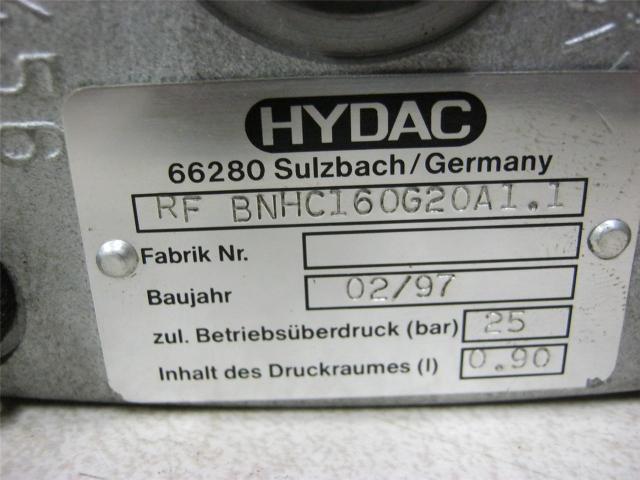 HYDAC
66280 Sulzbach/Germany
RF BNHC160G20A1.1
Fabrik Nr.
Baujahr 02/97
zul. Betriebsüberdruck (bar) 25
Inhalt des Druckraumes (l) 0.90